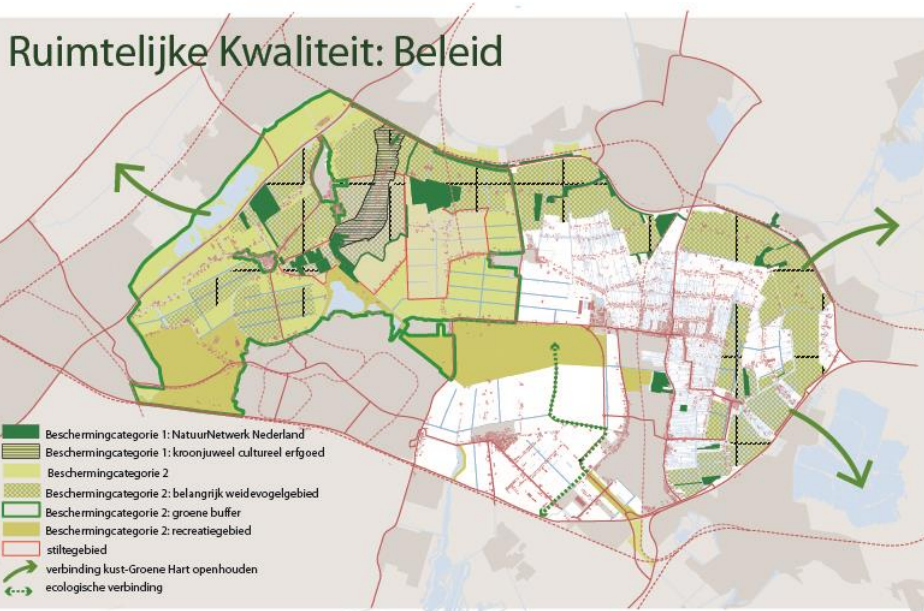 Ruimtelijke Kwaliteit: Beleid
Beschermingcategorie 1: NatuurNetwerk Nederland
Beschermingcategorie 1: kroonjuweel cultureel erfgoed
Beschermingcategorie 2
Beschermingcategorie 2: belangrijk weidevogelgebied
Beschermingcategorie 2: groene buffer
Beschermingcategorie 2: recreatiegebied
stiltegebied
verbinding kust-Groene Hart openhouden
ecologische verbinding